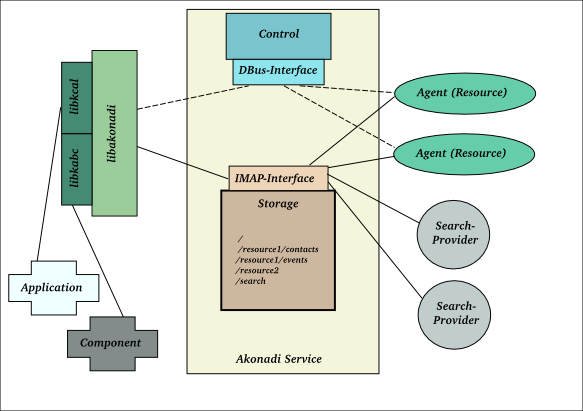 Control
DBus-Interface
libkcal
libkabc
libakonadi
Agent (Resource)
Agent (Resource)
IMAP-Interface
Storage
/
/resource1/contacts
/resource1/events
/resource2
/search
Search-
Provider
Search-
Provider
Application
Component
Akonadi Service